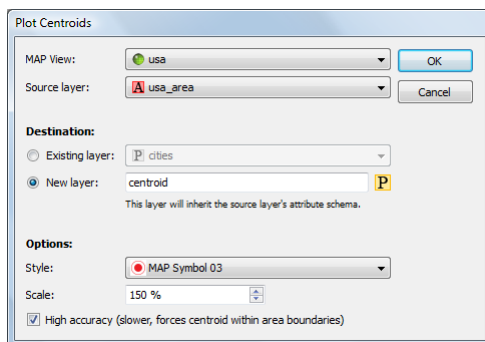 Plot Centroids
MAP View: usa OK
Source layer: A usa_area Cancel
Destination:
Existing layer: P cities
New layer: centroid P
This layer will inherit the source layer's attribute schema.
Options:
Style: MAP Symbol 03
Scale: 150 %
High accuracy (slower, forces centroid within area boundaries)